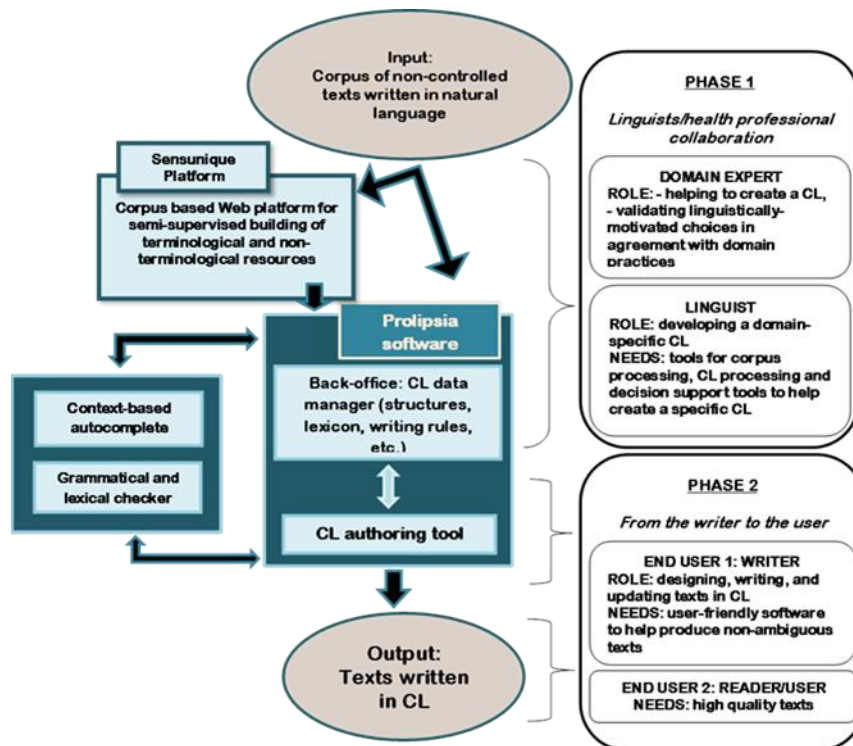 Input:
Corpus of non-controlled
texts written in natural
language
Sensunique
Platform
Corpus based Web platform for
semi-supervised building of
terminological and non-
terminological resources
Prolipsia
software
Back-office: CL data
manager (structures,
lexicon, writing rules,
etc.)
CL authoring tool
Context-based
autocomplete
Grammatical and
lexical checker
Output:
Texts written
in CL
PHASE 1
Linguists/health professional
collaboration
DOMAIN EXPERT
ROLE: - helping to create a CL,
- validating linguistically-
motivated choices in
agreement with domain
practices
LINGUIST
ROLE: developing a domain-
specific CL
NEEDS: tools for corpus
processing, CL processing and
decision support tools to help
create a specific CL
PHASE 2
From the writer to the user
END USER 1: WRITER
ROLE: designing, writing, and
updating texts in CL
NEEDS: user-friendly software
to help produce non-ambiguous
texts
END USER 2: READER/USER
NEEDS: high quality texts